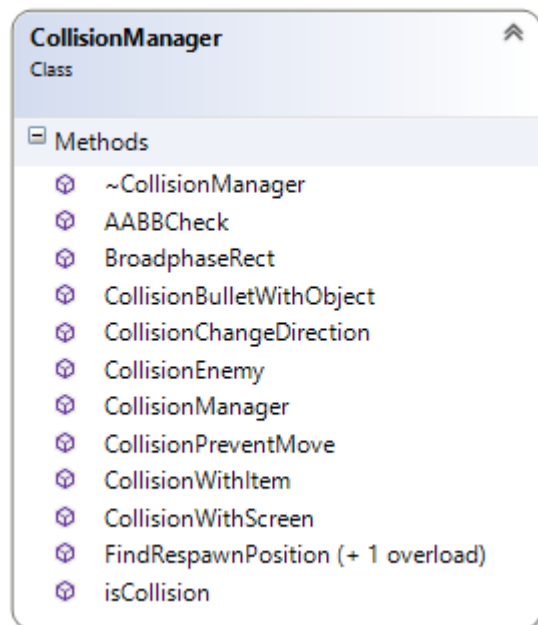 CollisionManager
Class
Methods
~CollisionManager
AABBCheck
BroadphaseRect
CollisionBulletWithObject
CollisionChangeDirection
CollisionEnemy
CollisionManager
CollisionPreventMove
CollisionWithItem
CollisionWithScreen
FindRespawnPosition (+ 1 overload)
isCollision